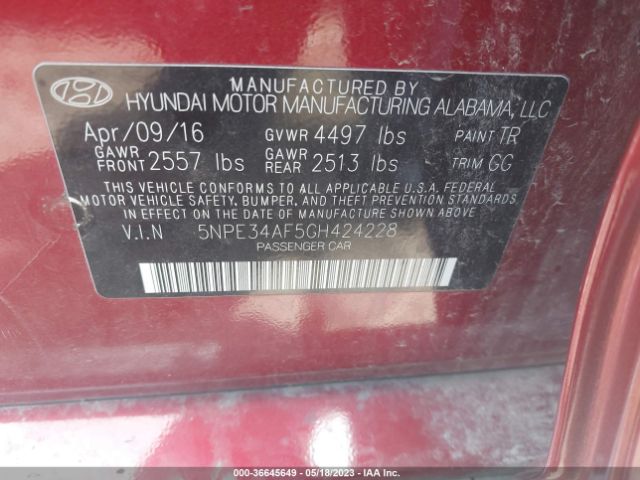 MANUFACTURED BY
HYUNDAI MOTOR MANUFACTURING ALABAMA, LLC
Apr/09/16 GVWR 4497 lbs PAINT TR
GAWR FRONT 2557 lbs GAWR REAR 2513 lbs TRIM GG
THIS VEHICLE CONFORMS TO ALL APPLICABLE U.S.A. FEDERAL
MOTOR VEHICLE SAFETY, BUMPER, AND THEFT PREVENTION STANDARDS
IN EFFECT ON THE DATE OF MANUFACTURE SHOWN ABOVE
V.I.N 5NPE34AF5GH424228
PASSENGER CAR
000-36645649 - 05/18/2023 - IAA Inc.